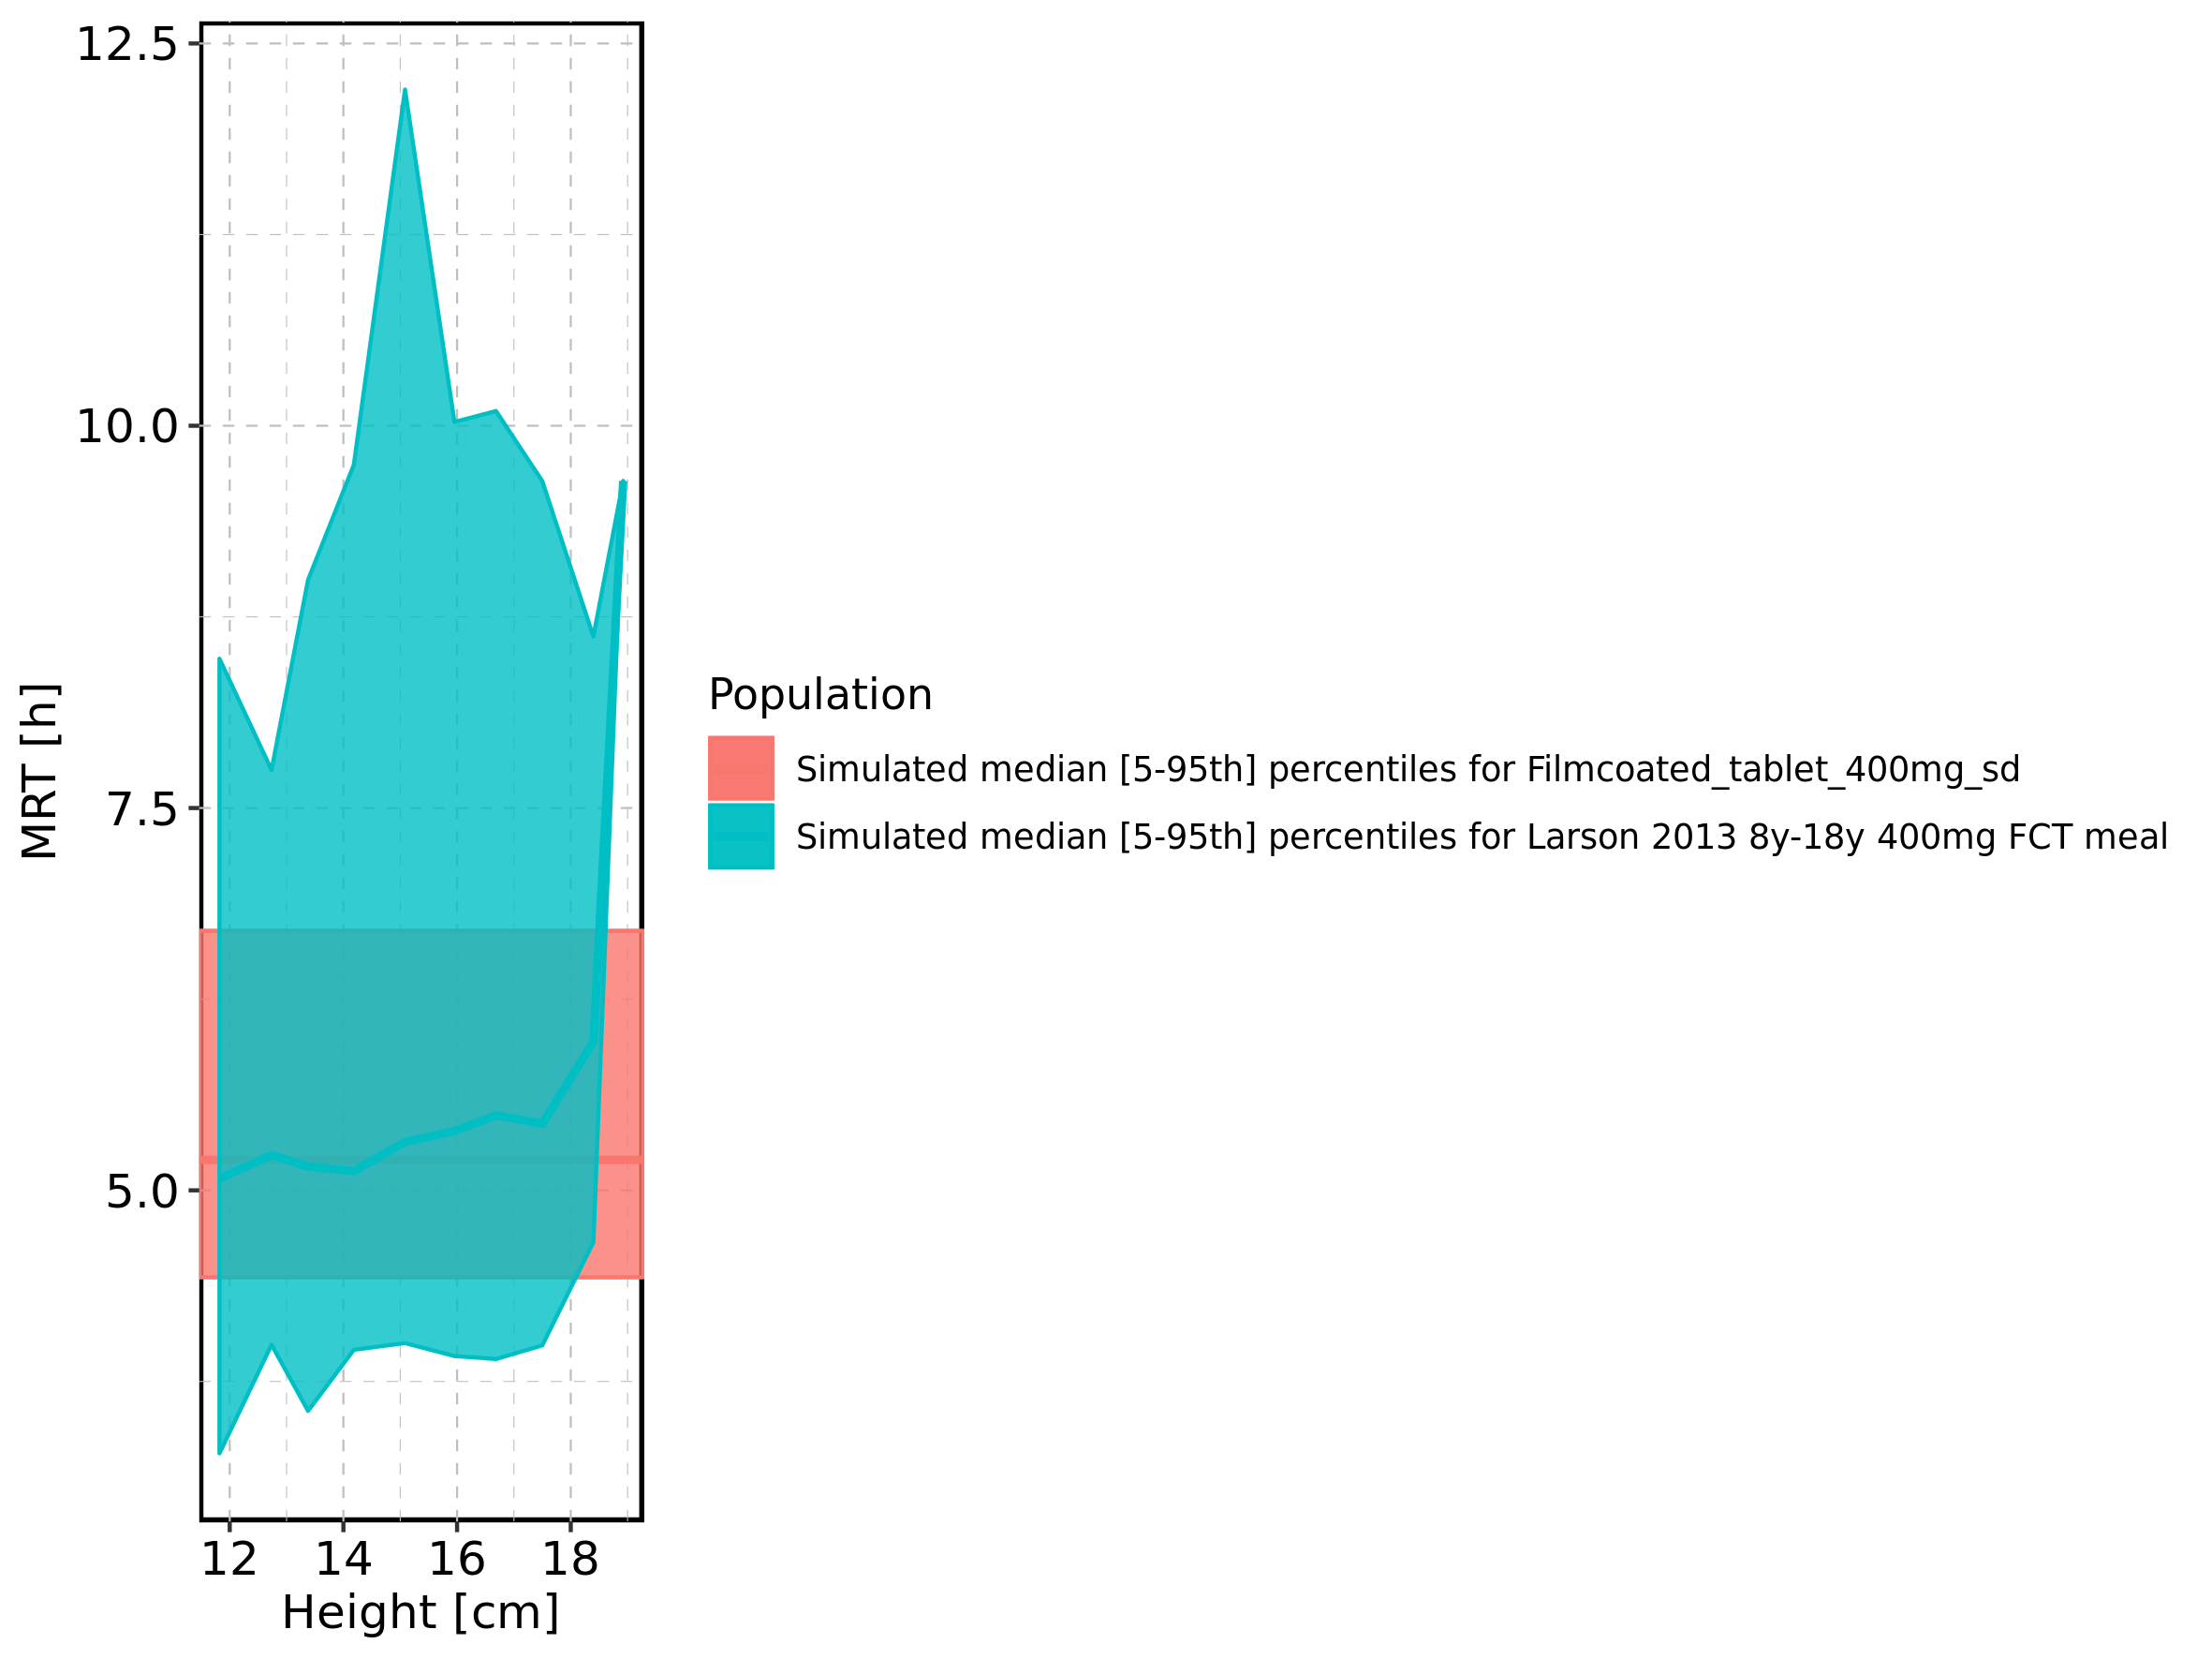 12.5
10.0
7.5
5.0
MRT [h]
12 14 16 18
Height [cm]
Population
Simulated median [5-95th] percentiles for Filmcoated_tablet_400mg_sd
Simulated median [5-95th] percentiles for Larson 2013 8y-18y 400mg FCT meal